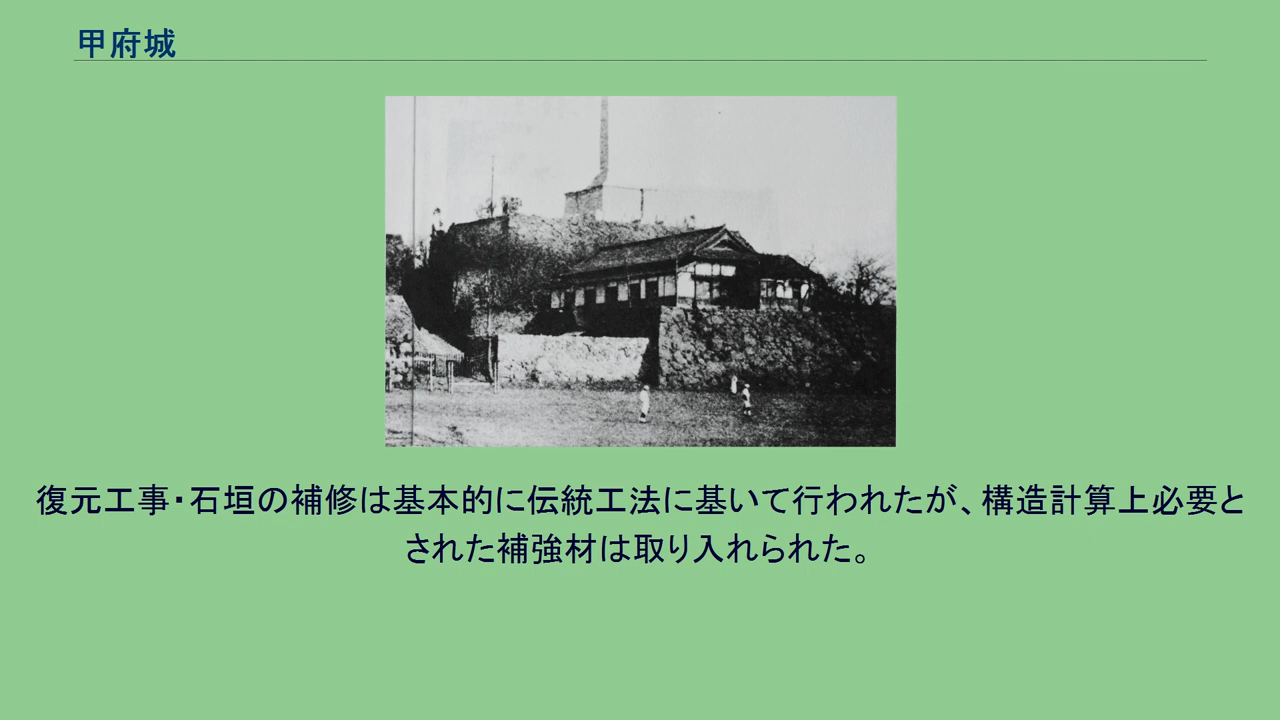 甲府城
復元工事・石垣の補修は基本的に伝統工法に基いて行われたが、構造計算上必要と
された補強材は取り入れられた。